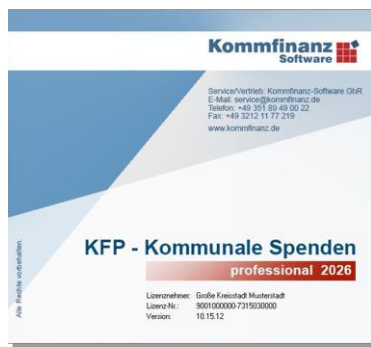 Kommfinanz
Software
Service/Vertrieb: Kommfinanz-Software GbR
E-Mail: service@kommfinanz.de
Telefon: +49 351 89 49 00 22
Fax: +49 3212 11 77 219
www.kommfinanz.de
Alle Rechte vorbehalten.
KFP - Kommunale Spenden
professional 2026
Lizenznehmer: Große Kreisstadt Musterstadt
Lizenz-Nr.: 9001000000-7315030000
Version: 10.15.12